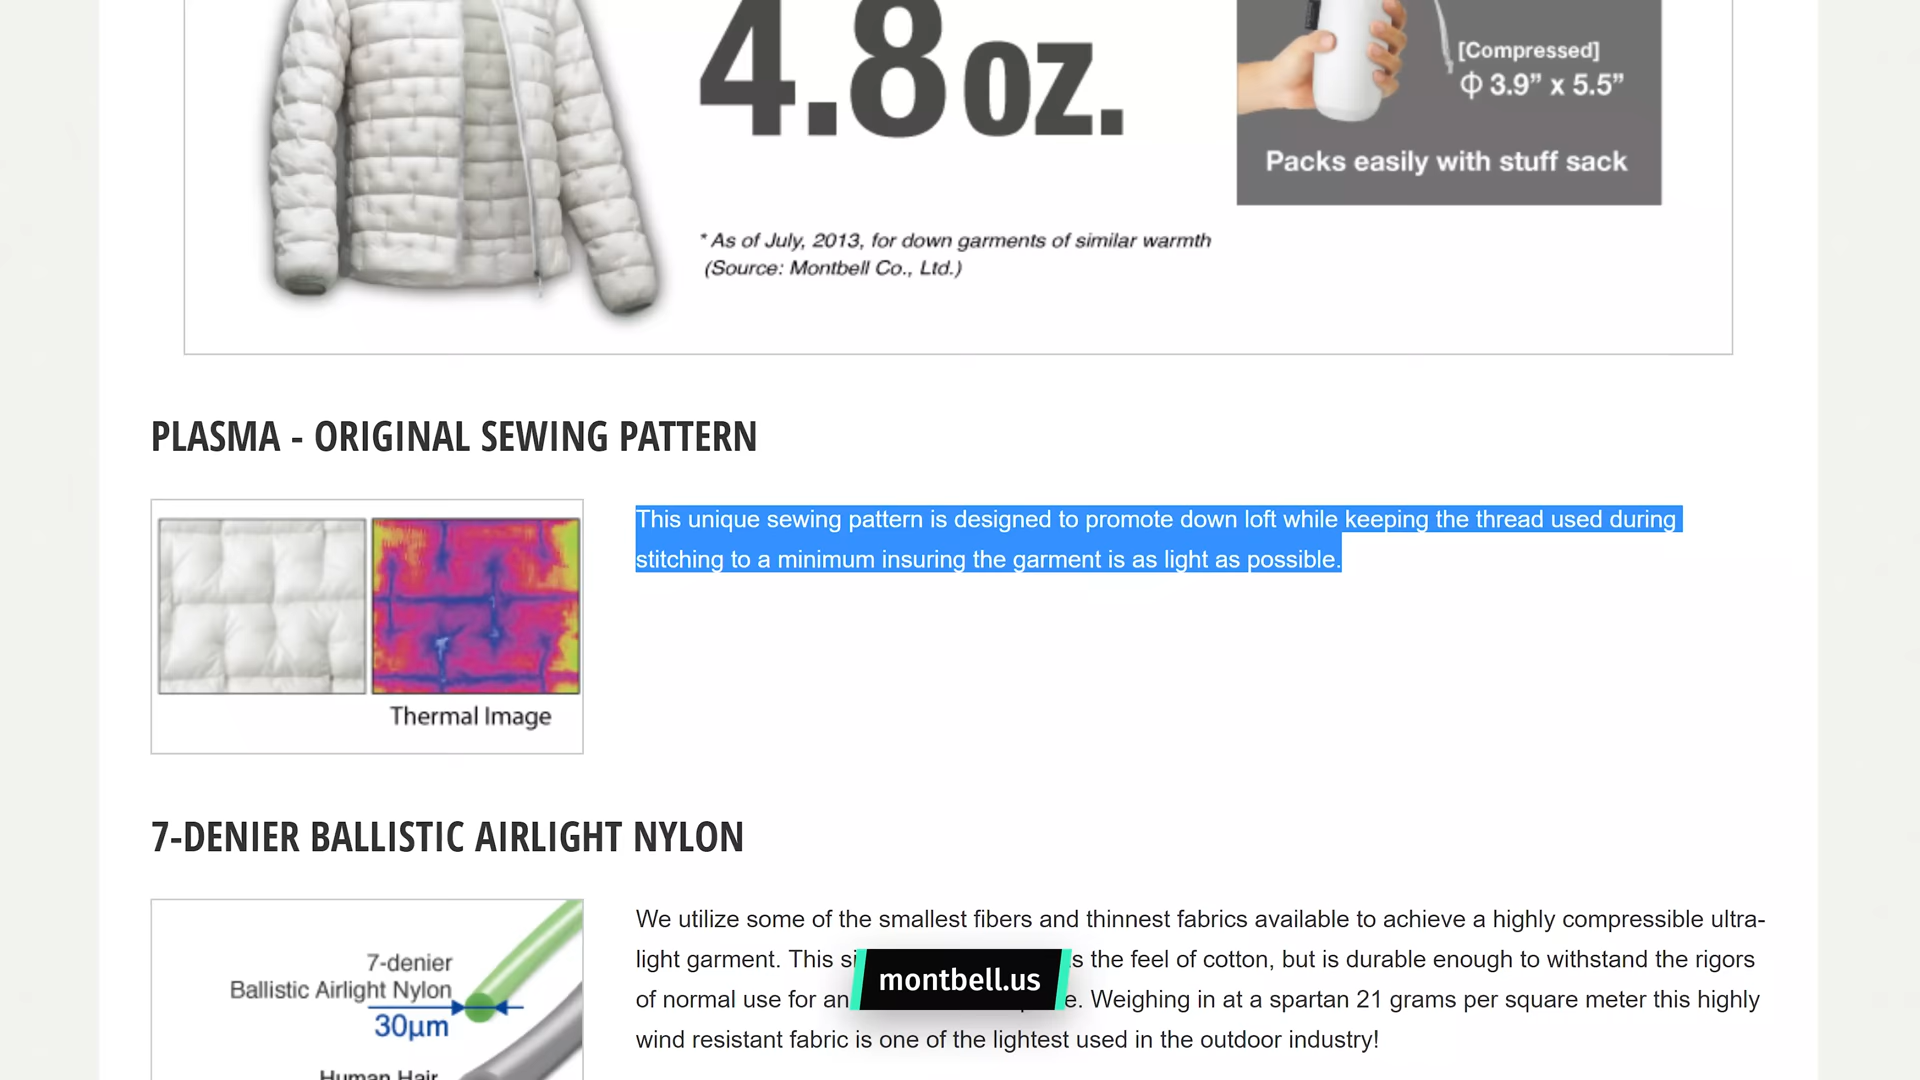 4.8 oz.
[Compressed]
Φ 3.9” x 5.5”
Packs easily with stuff sack
* As of July, 2013, for down garments of similar warmth
(Source: Montbell Co., Ltd.)
PLASMA - ORIGINAL SEWING PATTERN
This unique sewing pattern is designed to promote down loft while keeping the thread used during
stitching to a minimum insuring the garment is as light as possible.
Thermal Image
7-DENIER BALLISTIC AIRLIGHT NYLON
7-denier
Ballistic Airlight Nylon
30μm
Human Hair
We utilize some of the smallest fibers and thinnest fabrics available to achieve a highly compressible ultra-
light garment. This the feel of cotton, but is durable enough to withstand the rigors
of normal use for an Weighing in at a spartan 21 grams per square meter this highly
wind resistant fabric is one of the lightest used in the outdoor industry!
montbell.us